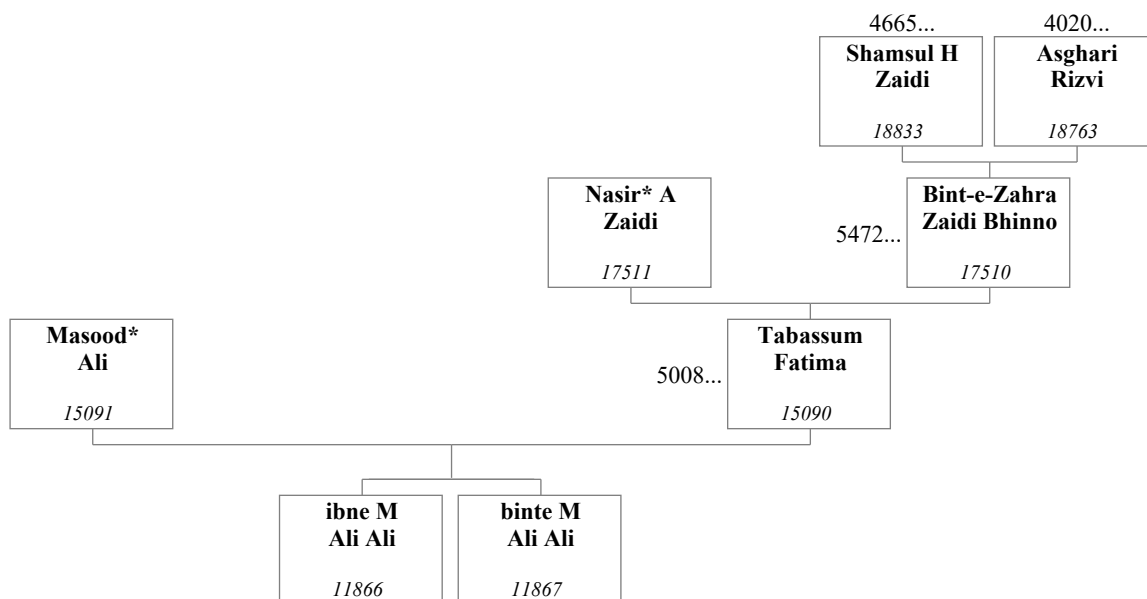 4665...
4020...
Shamsul H
Zaidi
18833
Asghari
Rizvi
18763
Nasir* A
Zaidi
17511
5472...
Bint-e-Zahra
Zaidi Bhinno
17510
Masood*
Ali
15091
5008...
Tabassum
Fatima
15090
ibne M
Ali Ali
11866
binte M
Ali Ali
11867